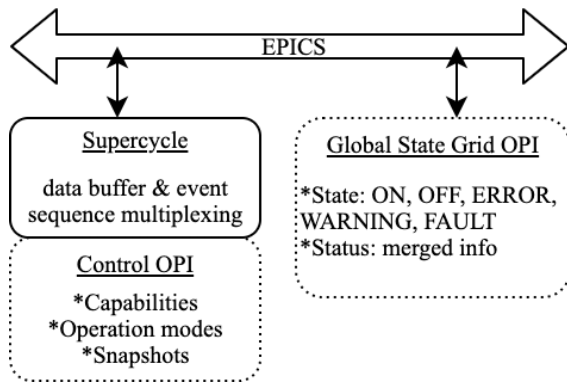 EPICS
Supercycle
data buffer & event
sequence multiplexing
Control OPI
*Capabilities
*Operation modes
*Snapshots
Global State Grid OPI
*State: ON, OFF, ERROR,
WARNING, FAULT
*Status: merged info